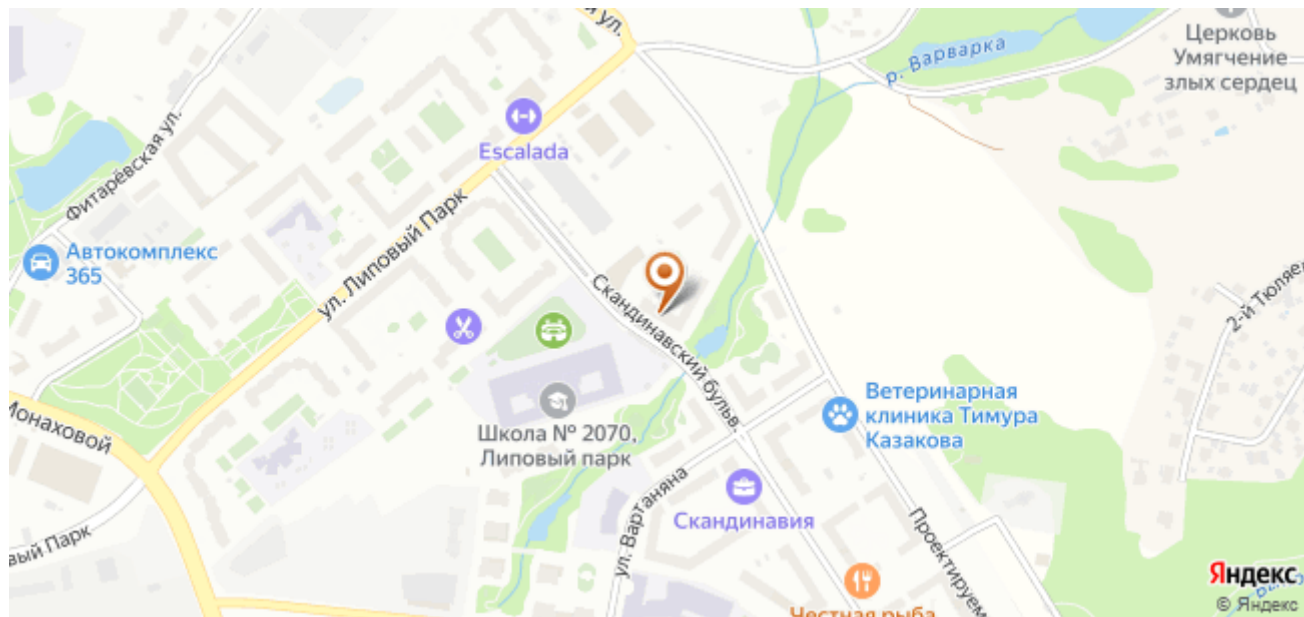 й ул.
Церковь
Умягчение
злых сердец
р. Варварка
Escalada
Фитарёвская ул.
ул. Липовый Парк
Автокомплекс
365
2-й Тюляе
Скандинавский бульв.
Ветеринарная
клиника Тимура
Казакова
Монаховой
Школа № 2070,
Липовый парк
Скандинавия
ул. Вартаняна
Проектируем
вый Парк
Яндекс
© Яндекс
Честная рыба